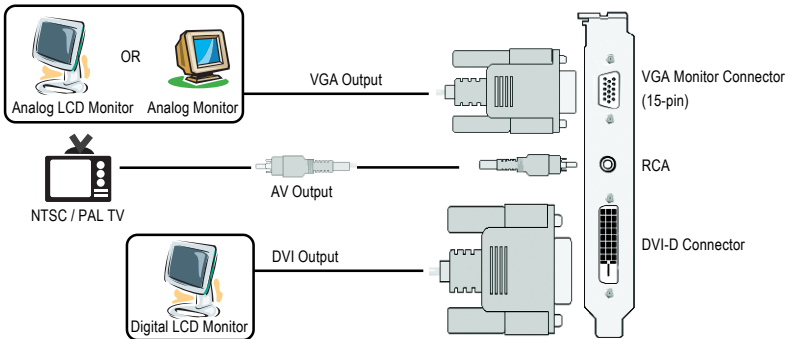 OR
Analog LCD Monitor
Analog Monitor
VGA Output
VGA Monitor Connector
(15-pin)
NTSC / PAL TV
AV Output
RCA
Digital LCD Monitor
DVI Output
DVI-D Connector